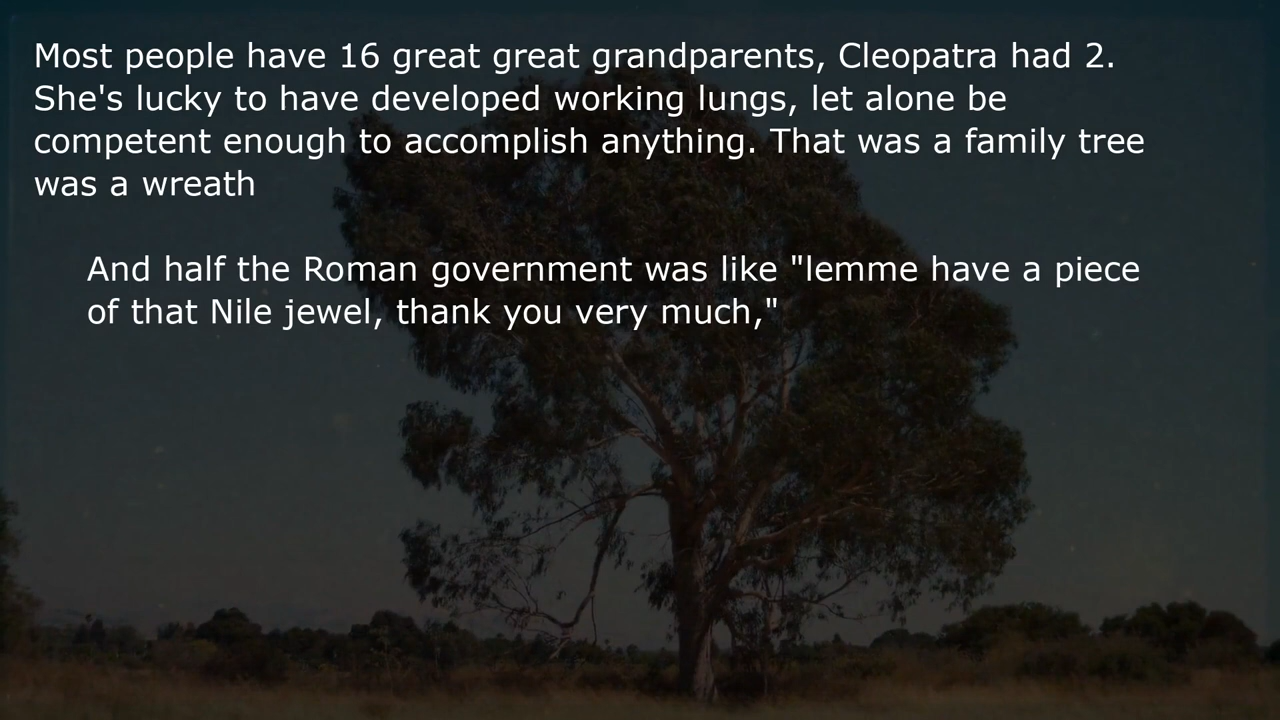 Most people have 16 great great grandparents, Cleopatra had 2.
She's lucky to have developed working lungs, let alone be
competent enough to accomplish anything. That was a family tree
was a wreath
And half the Roman government was like "lemme have a piece
of that Nile jewel, thank you very much,"